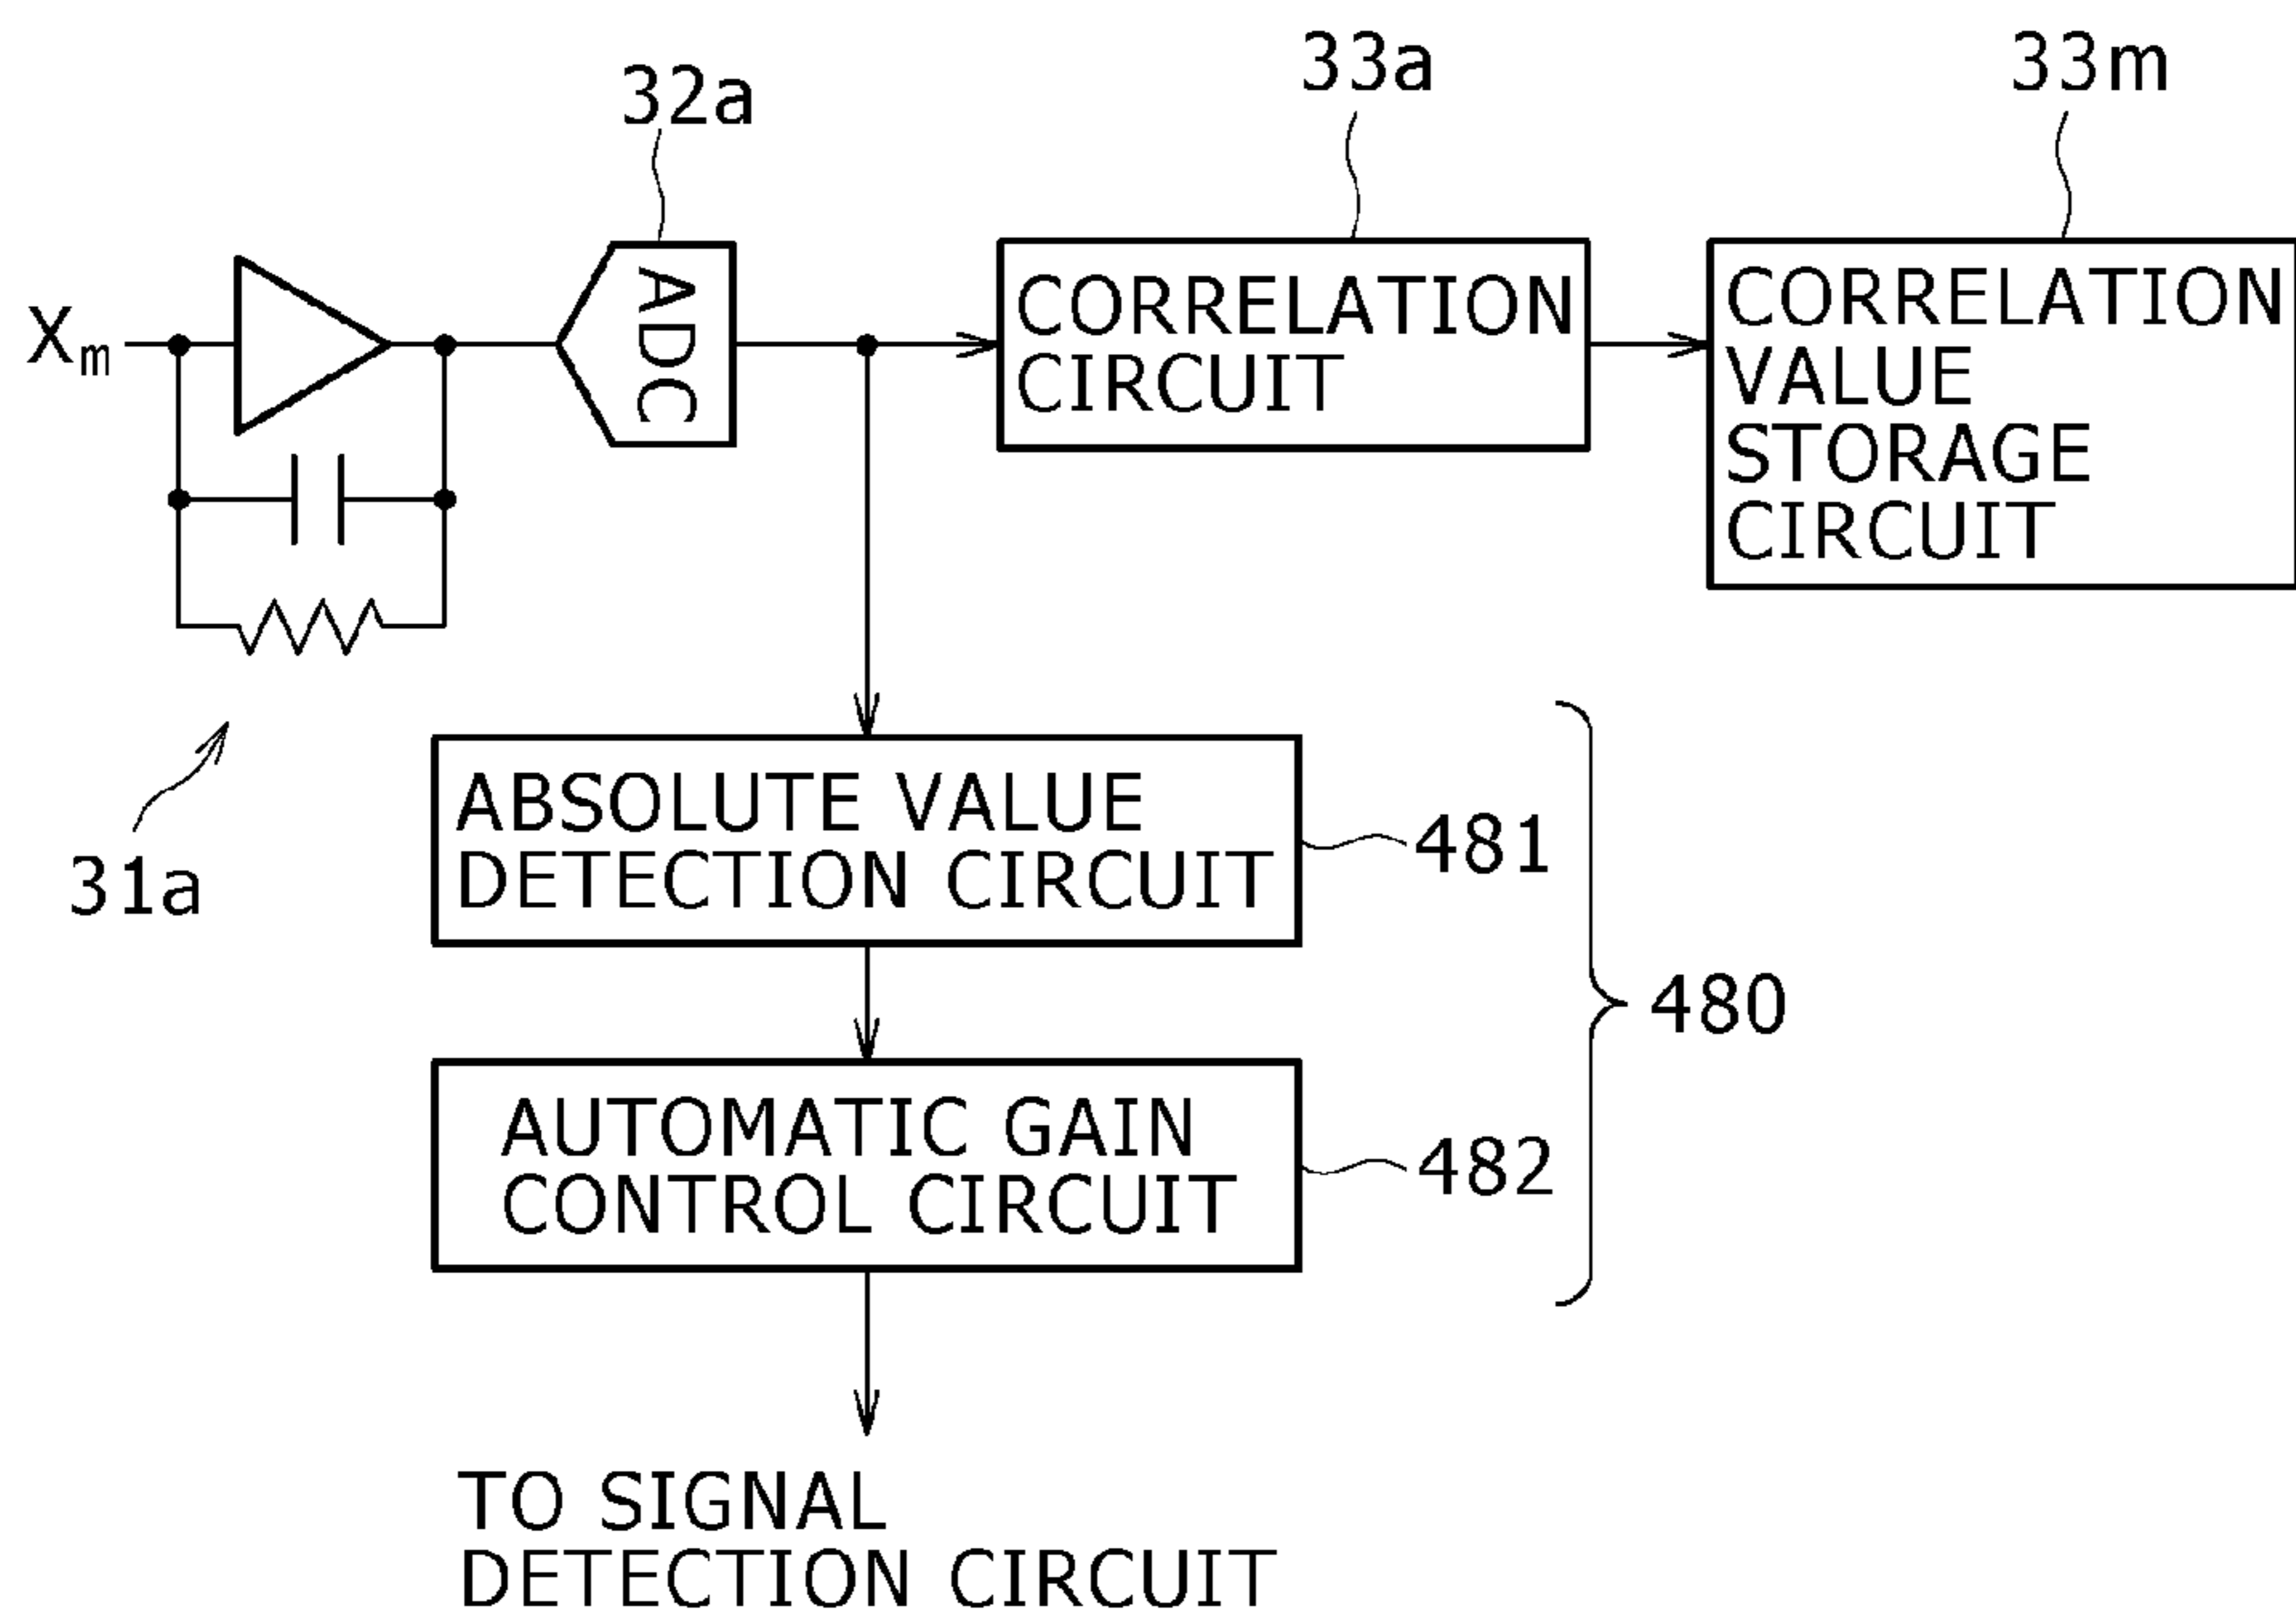 33a
33m
32a
X_m
ADC
CORRELATION
CIRCUIT
CORRELATION
VALUE
STORAGE
CIRCUIT
31a
ABSOLUTE VALUE
DETECTION CIRCUIT
481
480
AUTOMATIC GAIN
CONTROL CIRCUIT
482
TO SIGNAL
DETECTION CIRCUIT